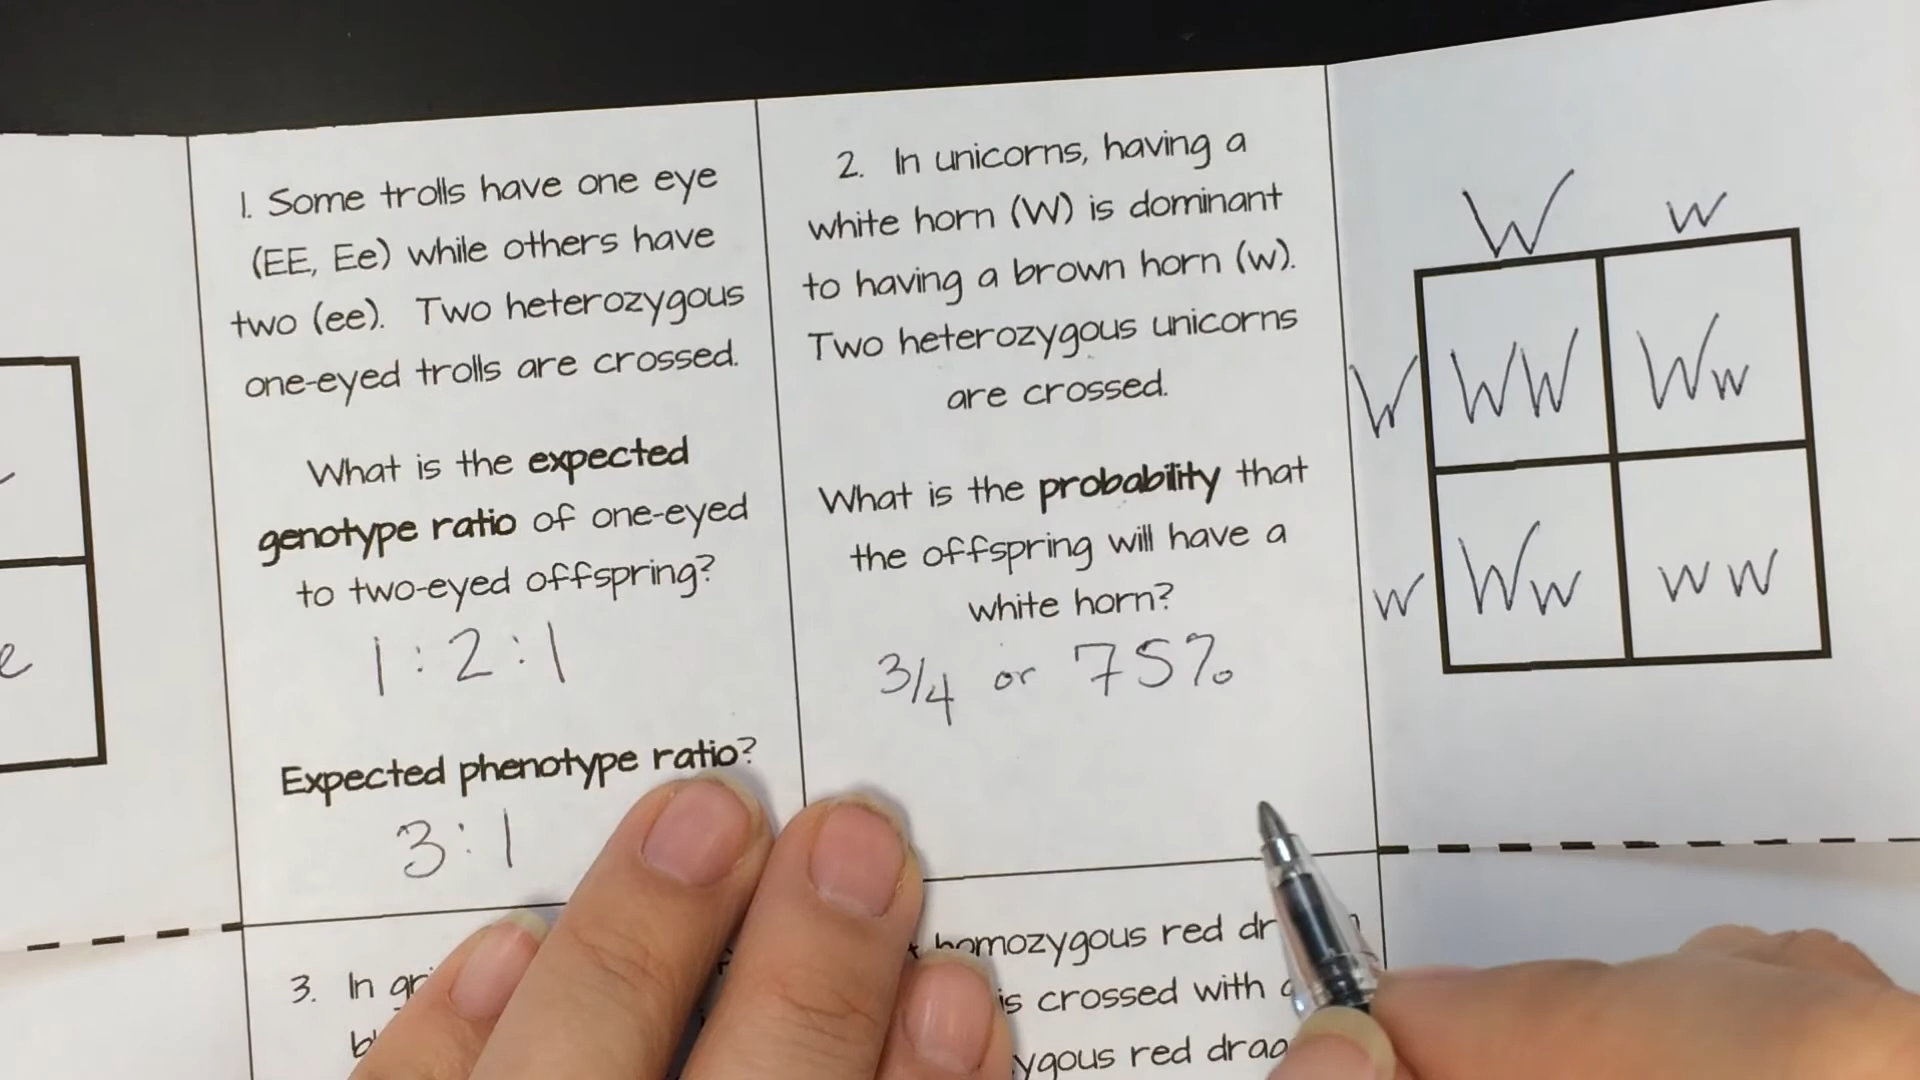 1. Some trolls have one eye
(EE, Ee) while others have
two (ee). Two heterozygous
one-eyed trolls are crossed.
What is the expected
genotype ratio of one-eyed
to two-eyed offspring?
1:2:1
Expected phenotype ratio?
3:1
2. In unicorns, having a
white horn (W) is dominant
to having a brown horn (w).
Two heterozygous unicorns
are crossed.
What is the probability that
the offspring will have a
white horn?
3/4 or 75%
W w
W WW Ww
w Ww ww
e
3. In
homozygous red
is crossed with
red